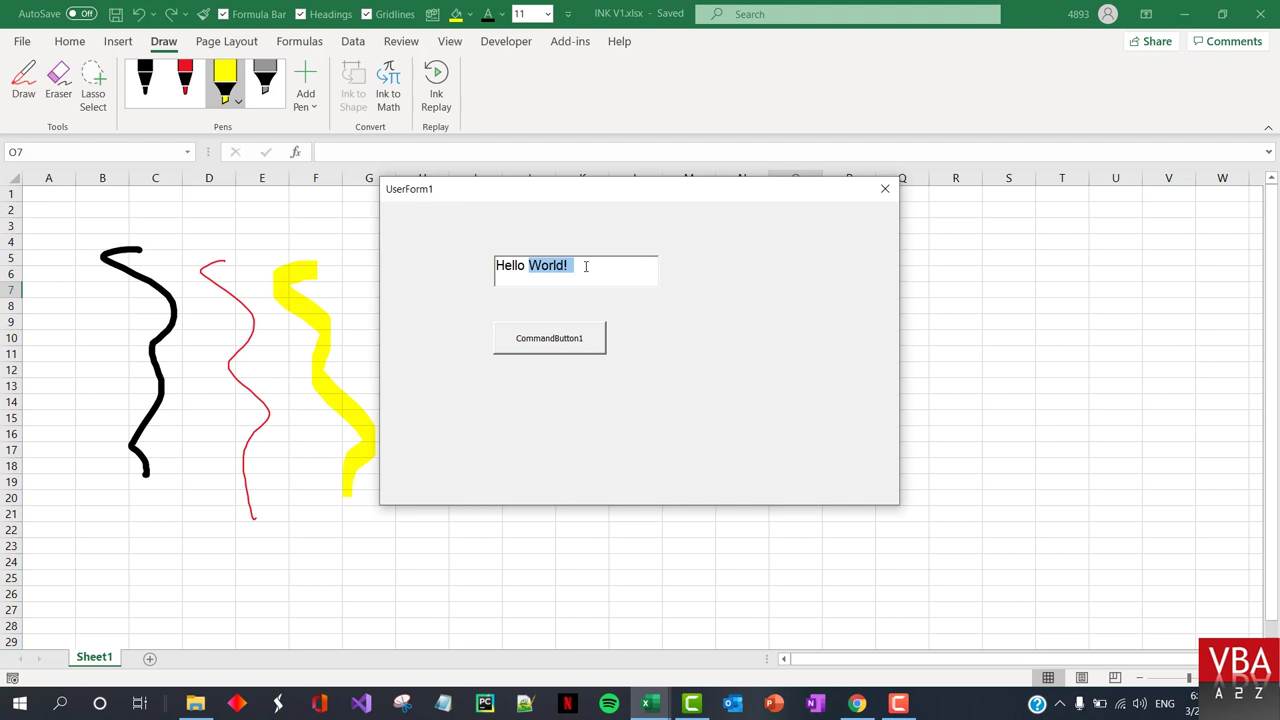 AutoSave Off Formula Bar Headings Gridlines 11 INK V1.xlsx - Saved Search 4893
File Home Insert Draw Page Layout Formulas Data Review View Developer Add-ins Help Share Comments
Draw Eraser Lasso Select Add Pen Ink to Shape Ink to Math Ink Replay
Tools Pens Convert Replay
O7 fx
A B C D E F G Q R S T U V W
UserForm1
1
2
3
4
5
Hello World!
6
7
8
9
10
CommandButton1
11
12
13
14
15
16
17
18
19
20
21
22
23
24
25
26
27
28
29
Sheet1
VBA
A 2 Z
ENG